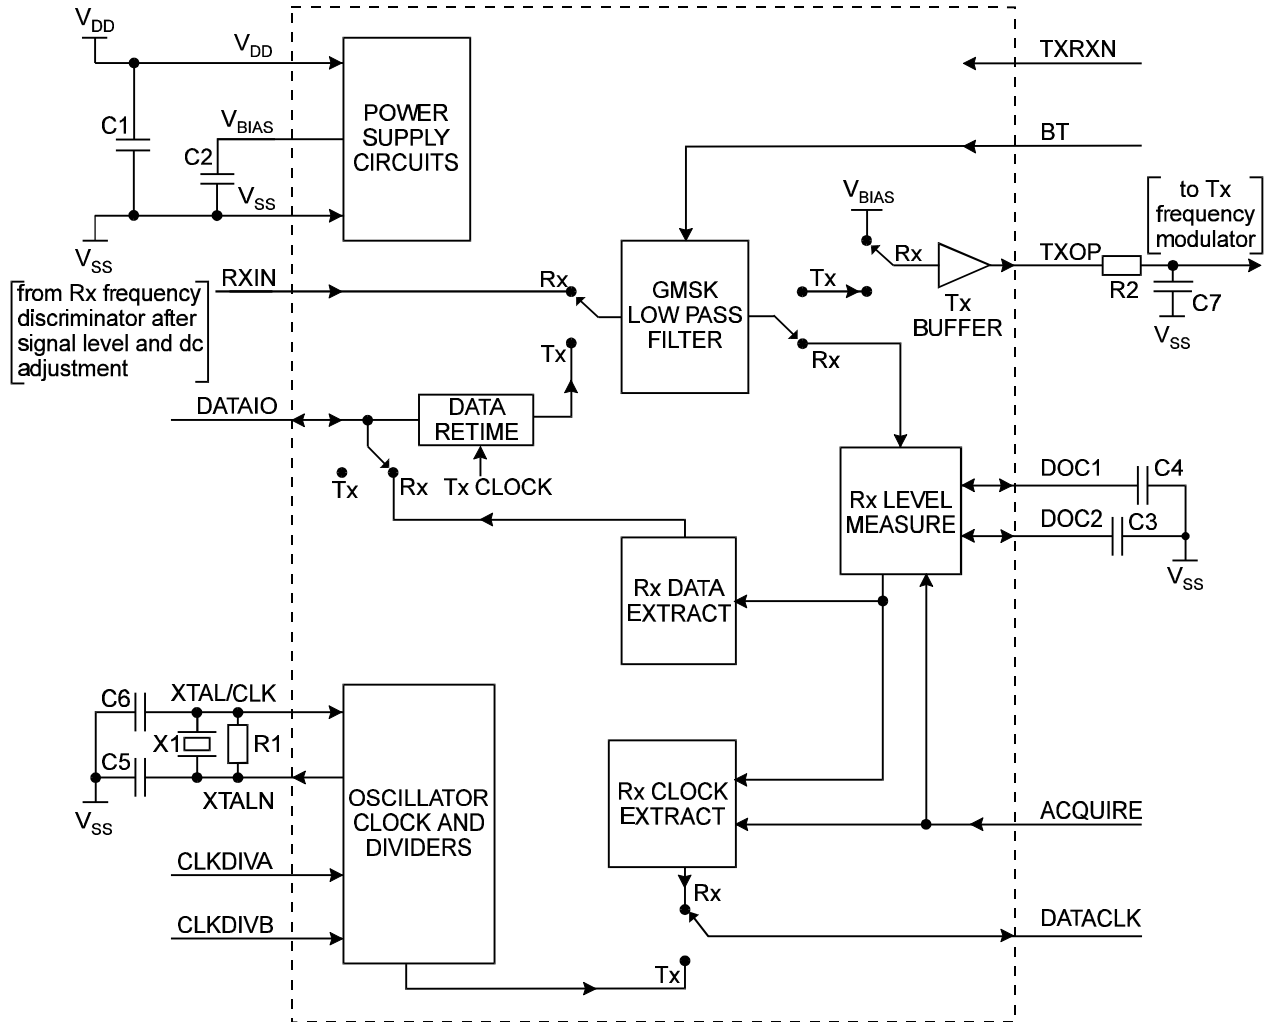 VDD
VDD
C1
VBIAS
C2
VSS
VSS
POWER
SUPPLY
CIRCUITS
TXRXN
BT
VBIAS
Rx
Tx
BUFFER
TXOP
R2
C7
VSS
to Tx
frequency
modulator
RXIN
from Rx frequency
discriminator after
signal level and dc
adjustment
Rx
Tx
GMSK
LOW PASS
FILTER
Tx
Rx
DATAIO
DATA
RETIME
Tx
Rx
Tx CLOCK
Rx LEVEL
MEASURE
DOC1
C4
DOC2
C3
VSS
Rx DATA
EXTRACT
C6
XTAL/CLK
X1
R1
C5
XTALN
VSS
OSCILLATOR
CLOCK AND
DIVIDERS
CLKDIVA
CLKDIVB
Rx CLOCK
EXTRACT
ACQUIRE
Rx
DATACLK
Tx